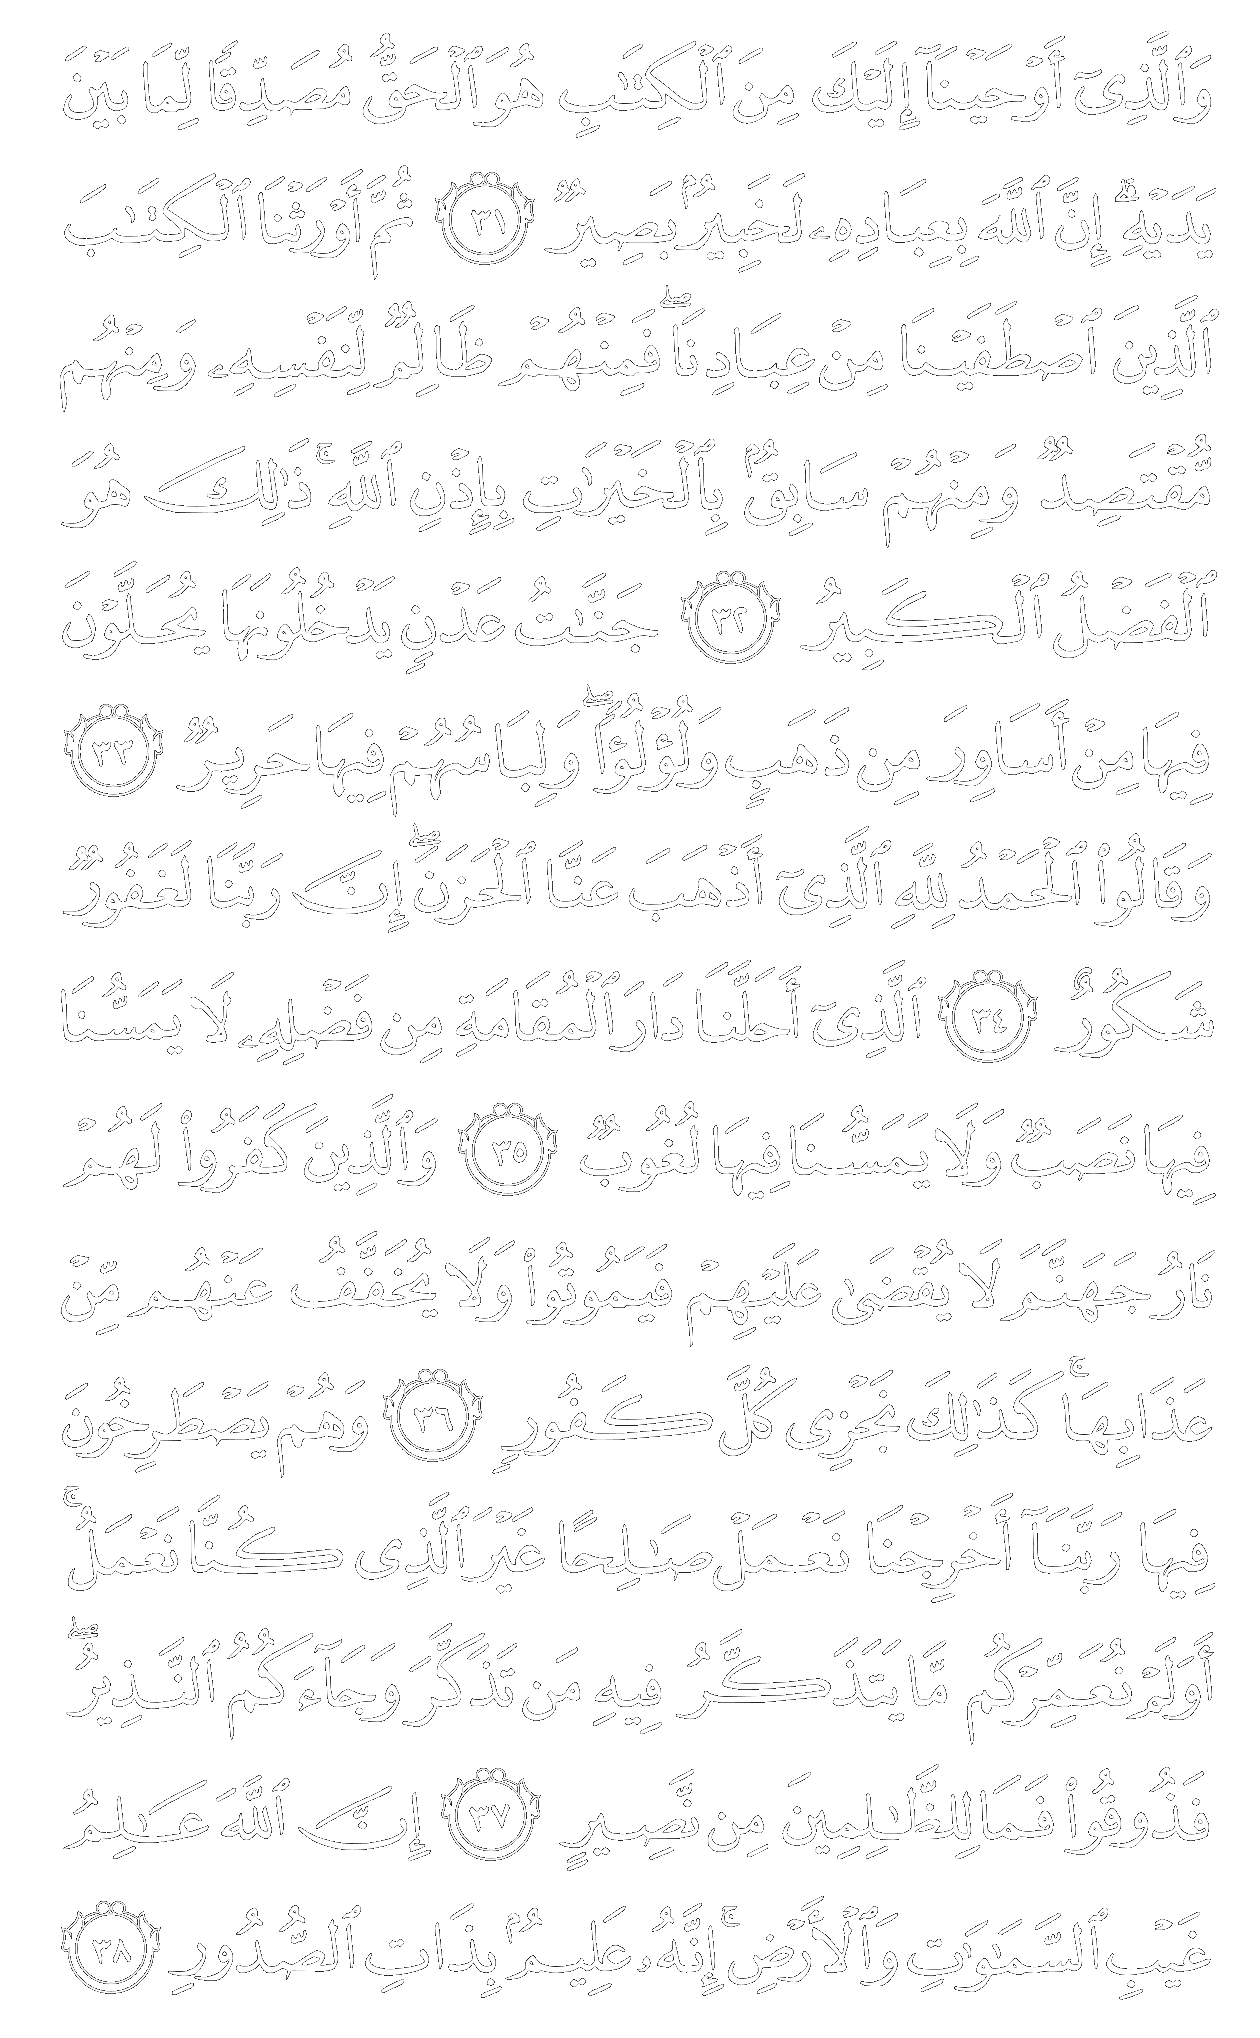 وَٱلَّذِىٓ أَوْحَيْنَآ إِلَيْكَ مِنَ ٱلْكِتَـٰبِ هُوَ ٱلْحَقُّ مُصَدِّقًا لِّمَا بَيْنَ
يَدَيْهِ ۗ إِنَّ ٱللَّهَ بِعِبَادِهِۦ لَخَبِيرٌۢ بَصِيرٌ ٣١ ثُمَّ أَوْرَثْنَا ٱلْكِتَـٰبَ
ٱلَّذِينَ ٱصْطَفَيْنَا مِنْ عِبَادِنَا ۖ فَمِنْهُمْ ظَالِمٌ لِّنَفْسِهِۦ وَمِنْهُم
مُّقْتَصِدٌ وَمِنْهُمْ سَابِقٌۢ بِٱلْخَيْرَٰتِ بِإِذْنِ ٱللَّهِ ۚ ذَٰلِكَ هُوَ
ٱلْفَضْلُ ٱلْكَبِيرُ ٣٢ جَنَّـٰتُ عَدْنٍ يَدْخُلُونَهَا يُحَلَّوْنَ
فِيهَا مِنْ أَسَاوِرَ مِن ذَهَبٍ وَلُؤْلُؤًا ۖ وَلِبَاسُهُمْ فِيهَا حَرِيرٌ ٣٣
وَقَالُوا۟ ٱلْحَمْدُ لِلَّهِ ٱلَّذِىٓ أَذْهَبَ عَنَّا ٱلْحَزَنَ ۖ إِنَّ رَبَّنَا لَغَفُورٌ
شَكُورٌ ٣٤ ٱلَّذِىٓ أَحَلَّنَا دَارَ ٱلْمُقَامَةِ مِن فَضْلِهِۦ لَا يَمَسُّنَا
فِيهَا نَصَبٌ وَلَا يَمَسُّنَا فِيهَا لُغُوبٌ ٣٥ وَٱلَّذِينَ كَفَرُوا۟ لَهُمْ
نَارُ جَهَنَّمَ لَا يُقْضَىٰ عَلَيْهِمْ فَيَمُوتُوا۟ وَلَا يُخَفَّفُ عَنْهُم مِّنْ
عَذَابِهَا ۚ كَذَٰلِكَ نَجْزِى كُلَّ كَفُورٍ ٣٦ وَهُمْ يَصْطَرِخُونَ
فِيهَا رَبَّنَآ أَخْرِجْنَا نَعْمَلْ صَـٰلِحًا غَيْرَ ٱلَّذِى كُنَّا نَعْمَلُ ۚ
أَوَلَمْ نُعَمِّرْكُم مَّا يَتَذَكَّرُ فِيهِ مَن تَذَكَّرَ وَجَآءَكُمُ ٱلنَّذِيرُ ۖ
فَذُوقُوا۟ فَمَا لِلظَّـٰلِمِينَ مِن نَّصِيرٍ ٣٧ إِنَّ ٱللَّهَ عَـٰلِمُ
غَيْبِ ٱلسَّمَـٰوَٰتِ وَٱلْأَرْضِ ۚ إِنَّهُۥ عَلِيمٌۢ بِذَاتِ ٱلصُّدُورِ ٣٨